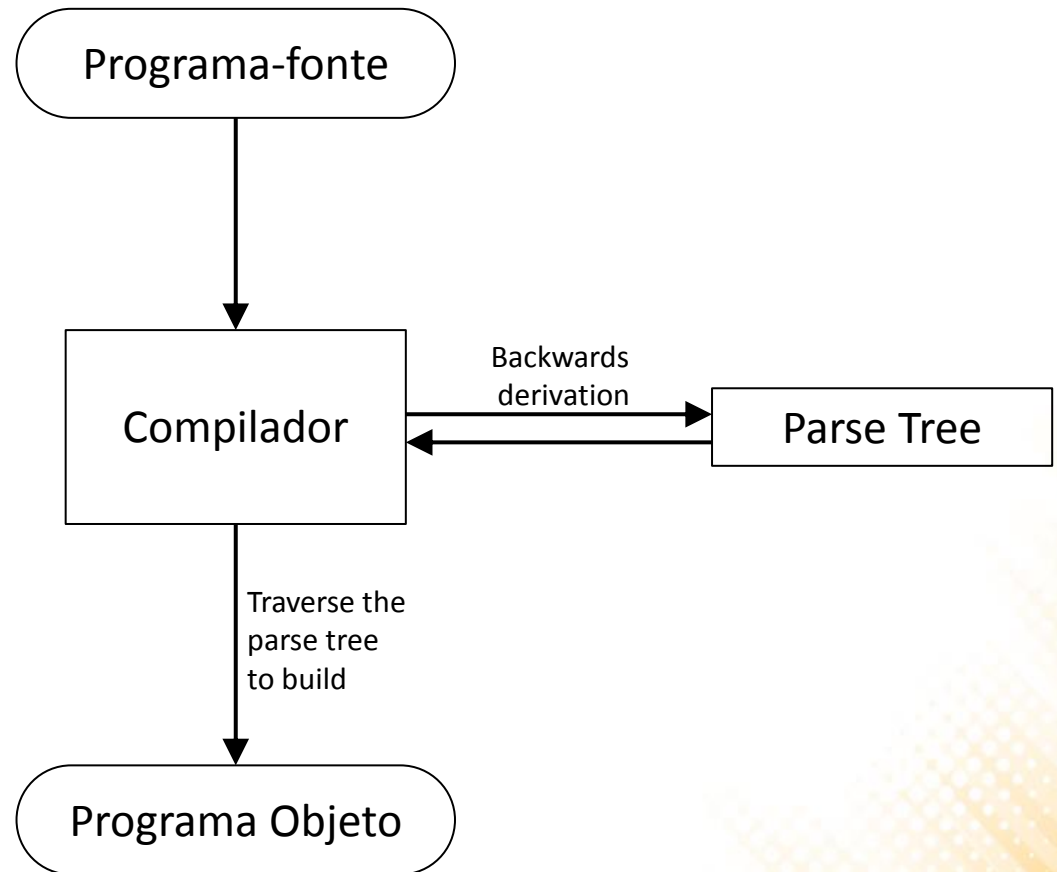 Programa-fonte
Backwards
derivation
Compilador
Parse Tree
Traverse the
parse tree
to build
Programa Objeto